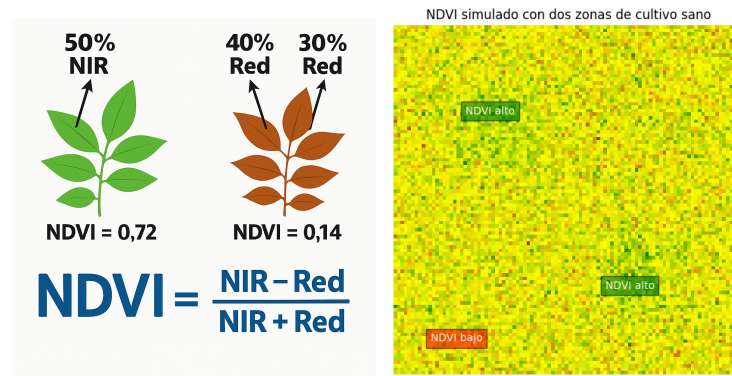 50%
NIR
40%
Red
30%
Red
NDVI = 0,72
NDVI = 0,14
NDVI = NIR – Red
NIR + Red
NDVI simulado con dos zonas de cultivo sano
NDVI alto
NDVI alto
NDVI bajo